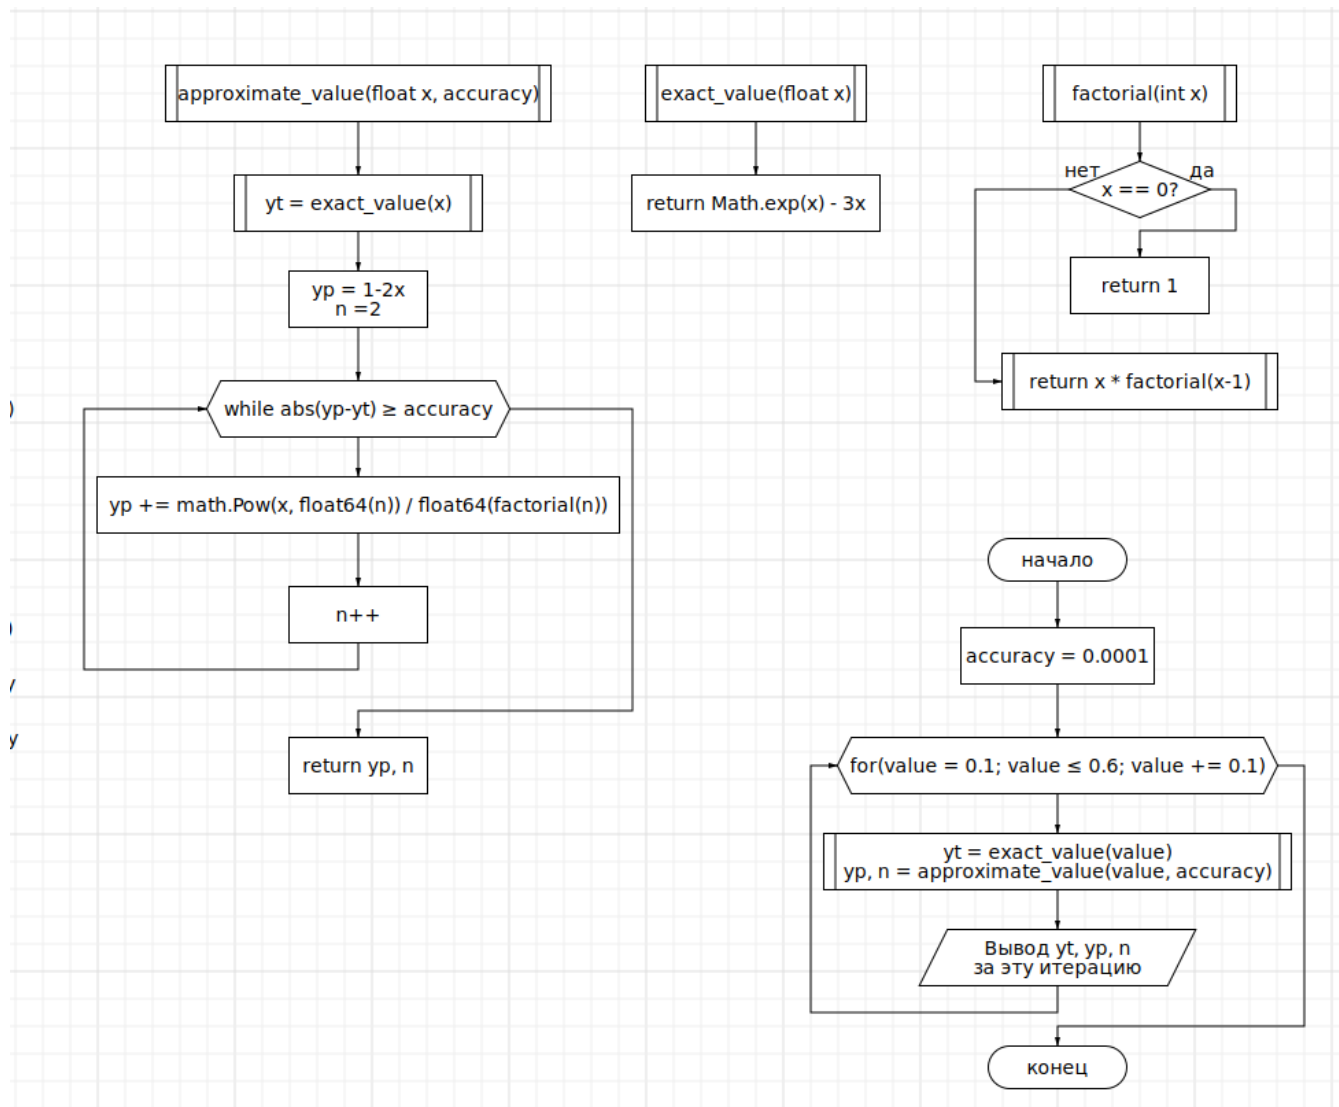 approximate_value(float x, accuracy)
yt = exact_value(x)
yp = 1-2x
n =2
while abs(yp-yt) ≥ accuracy
yp += math.Pow(x, float64(n)) / float64(factorial(n))
n++
return yp, n
exact_value(float x)
return Math.exp(x) - 3x
factorial(int x)
нет
да
x == 0?
return 1
return x * factorial(x-1)
начало
accuracy = 0.0001
for(value = 0.1; value ≤ 0.6; value += 0.1)
yt = exact_value(value)
yp, n = approximate_value(value, accuracy)
Вывод yt, yp, n
за эту итерацию
конец
)
y